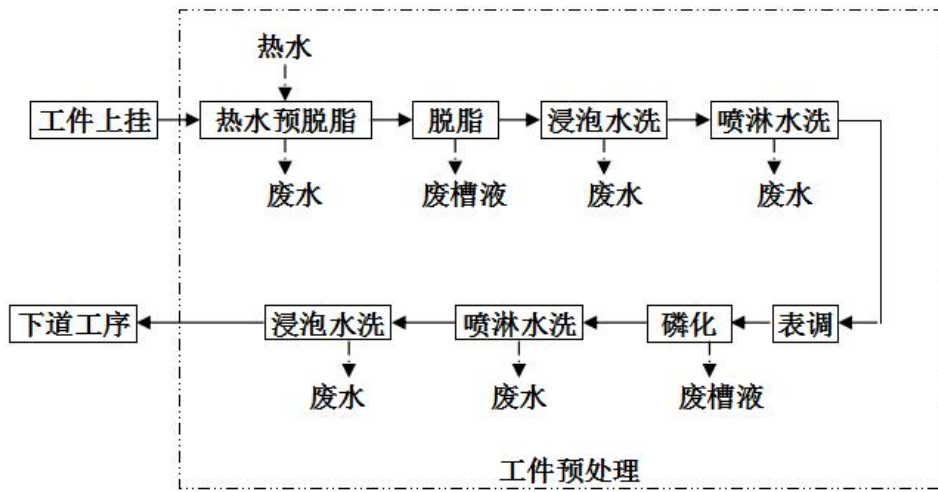 热水
工件上挂
热水预脱脂
脱脂
浸泡水洗
喷淋水洗
废水
废槽液
废水
废水
下道工序
浸泡水洗
喷淋水洗
磷化
表调
废水
废水
废槽液
工件预处理